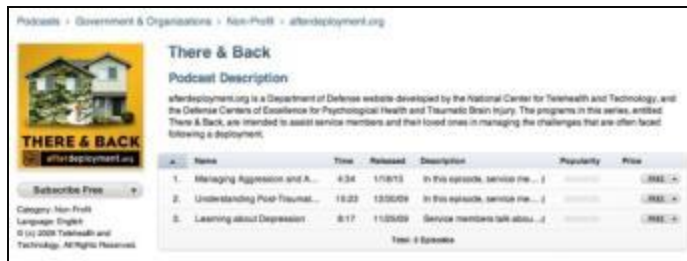 Podcasts > Government & Organizations > Non-Profit > afterdeployment.org
There & Back
Podcast Description
afterdeployment.org is a Department of Defense website developed by the National Center for Telehealth and Technology, and
the Defense Centers of Excellence for Psychological Health and Traumatic Brain Injury. The programs in this series, entitled
There & Back, are intended to assist service members and their loved ones in managing the challenges that are often faced
following a deployment.
THERE & BACK
afterdeployment.org
Subscribe Free
Category: Non-Profit
Language: English
© (c) 2009 Telehealth and
Technology. All Rights Reserved.
Name Time Released Description Popularity Price
1. Managing Aggression and A... 4:34 1/18/10 In this episode, service me... FREE
2. Understanding Post-Traumat... In this episode, service me... FREE
3. Learning about Depression 8:17 11/25/09 Service members talk abou... FREE
Total: 3 Episodes